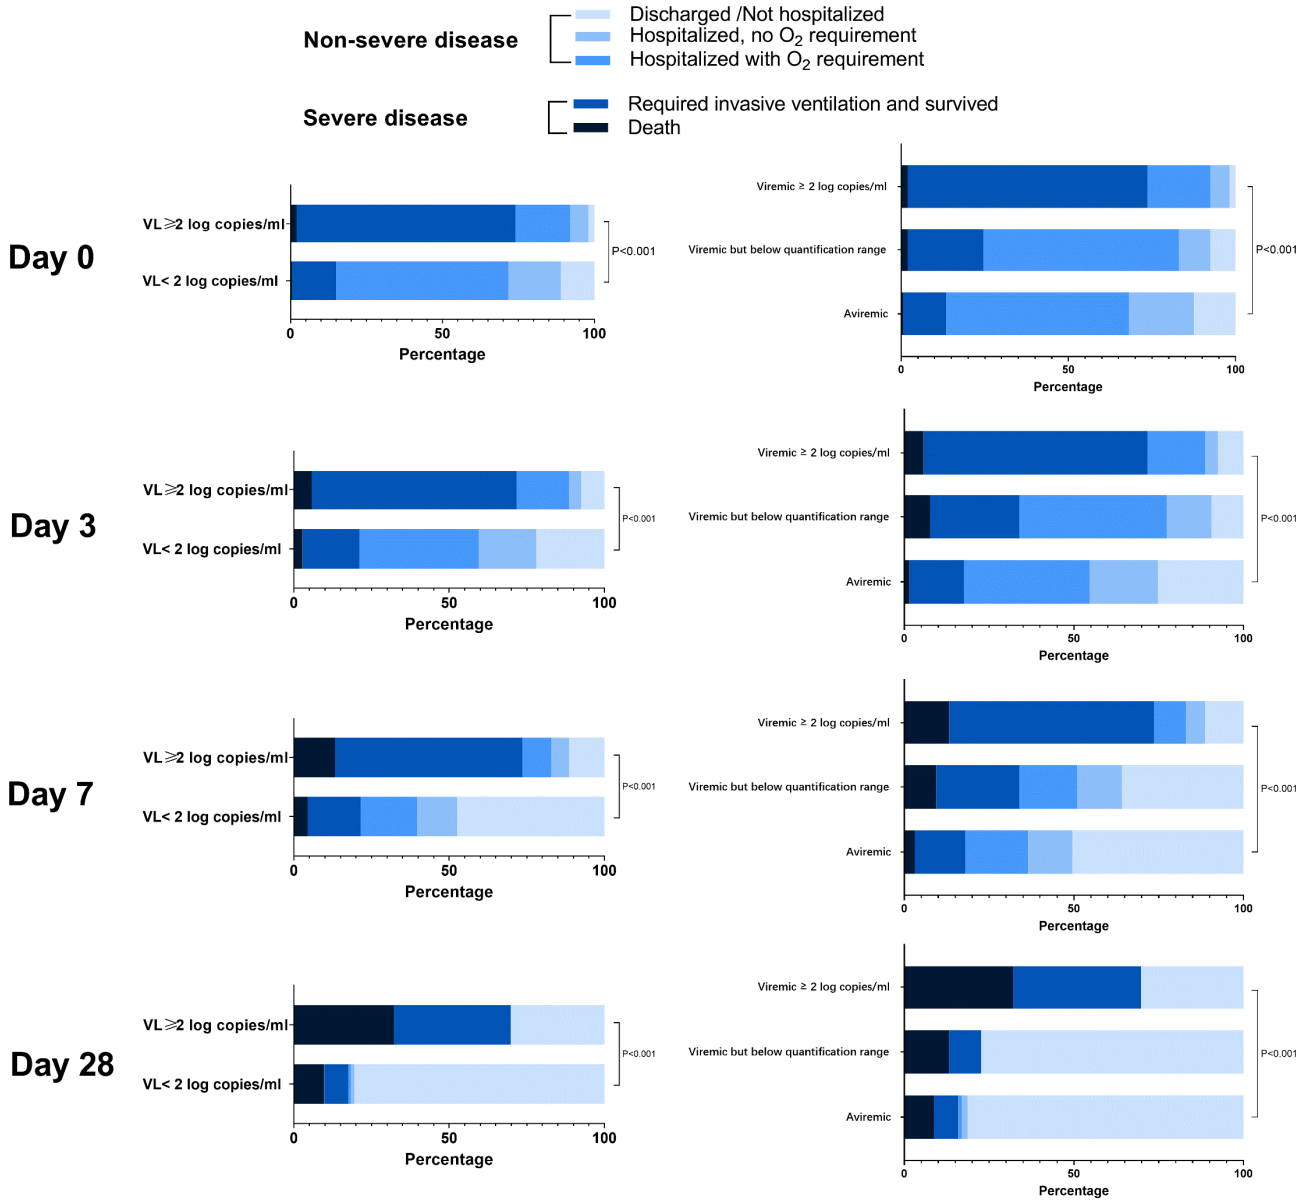 Non-severe disease
Discharged /Not hospitalized
Hospitalized, no O2 requirement
Hospitalized with O2 requirement
Severe disease
Required invasive ventilation and survived
Death
Day 0
VL⩾2 log copies/ml
VL< 2 log copies/ml
P<0.001
0 50 100
Percentage
Viremic ≥ 2 log copies/ml
Viremic but below quantification range
Aviremic
P<0.001
0 50 100
Percentage
Day 3
VL⩾2 log copies/ml
VL< 2 log copies/ml
P<0.001
0 50 100
Percentage
Viremic ≥ 2 log copies/ml
Viremic but below quantification range
Aviremic
P<0.001
0 50 100
Percentage
Day 7
VL⩾2 log copies/ml
VL< 2 log copies/ml
P<0.001
0 50 100
Percentage
Viremic ≥ 2 log copies/ml
Viremic but below quantification range
Aviremic
P<0.001
0 50 100
Percentage
Day 28
VL⩾2 log copies/ml
VL< 2 log copies/ml
P<0.001
0 50 100
Percentage
Viremic ≥ 2 log copies/ml
Viremic but below quantification range
Aviremic
P<0.001
0 50 100
Percentage